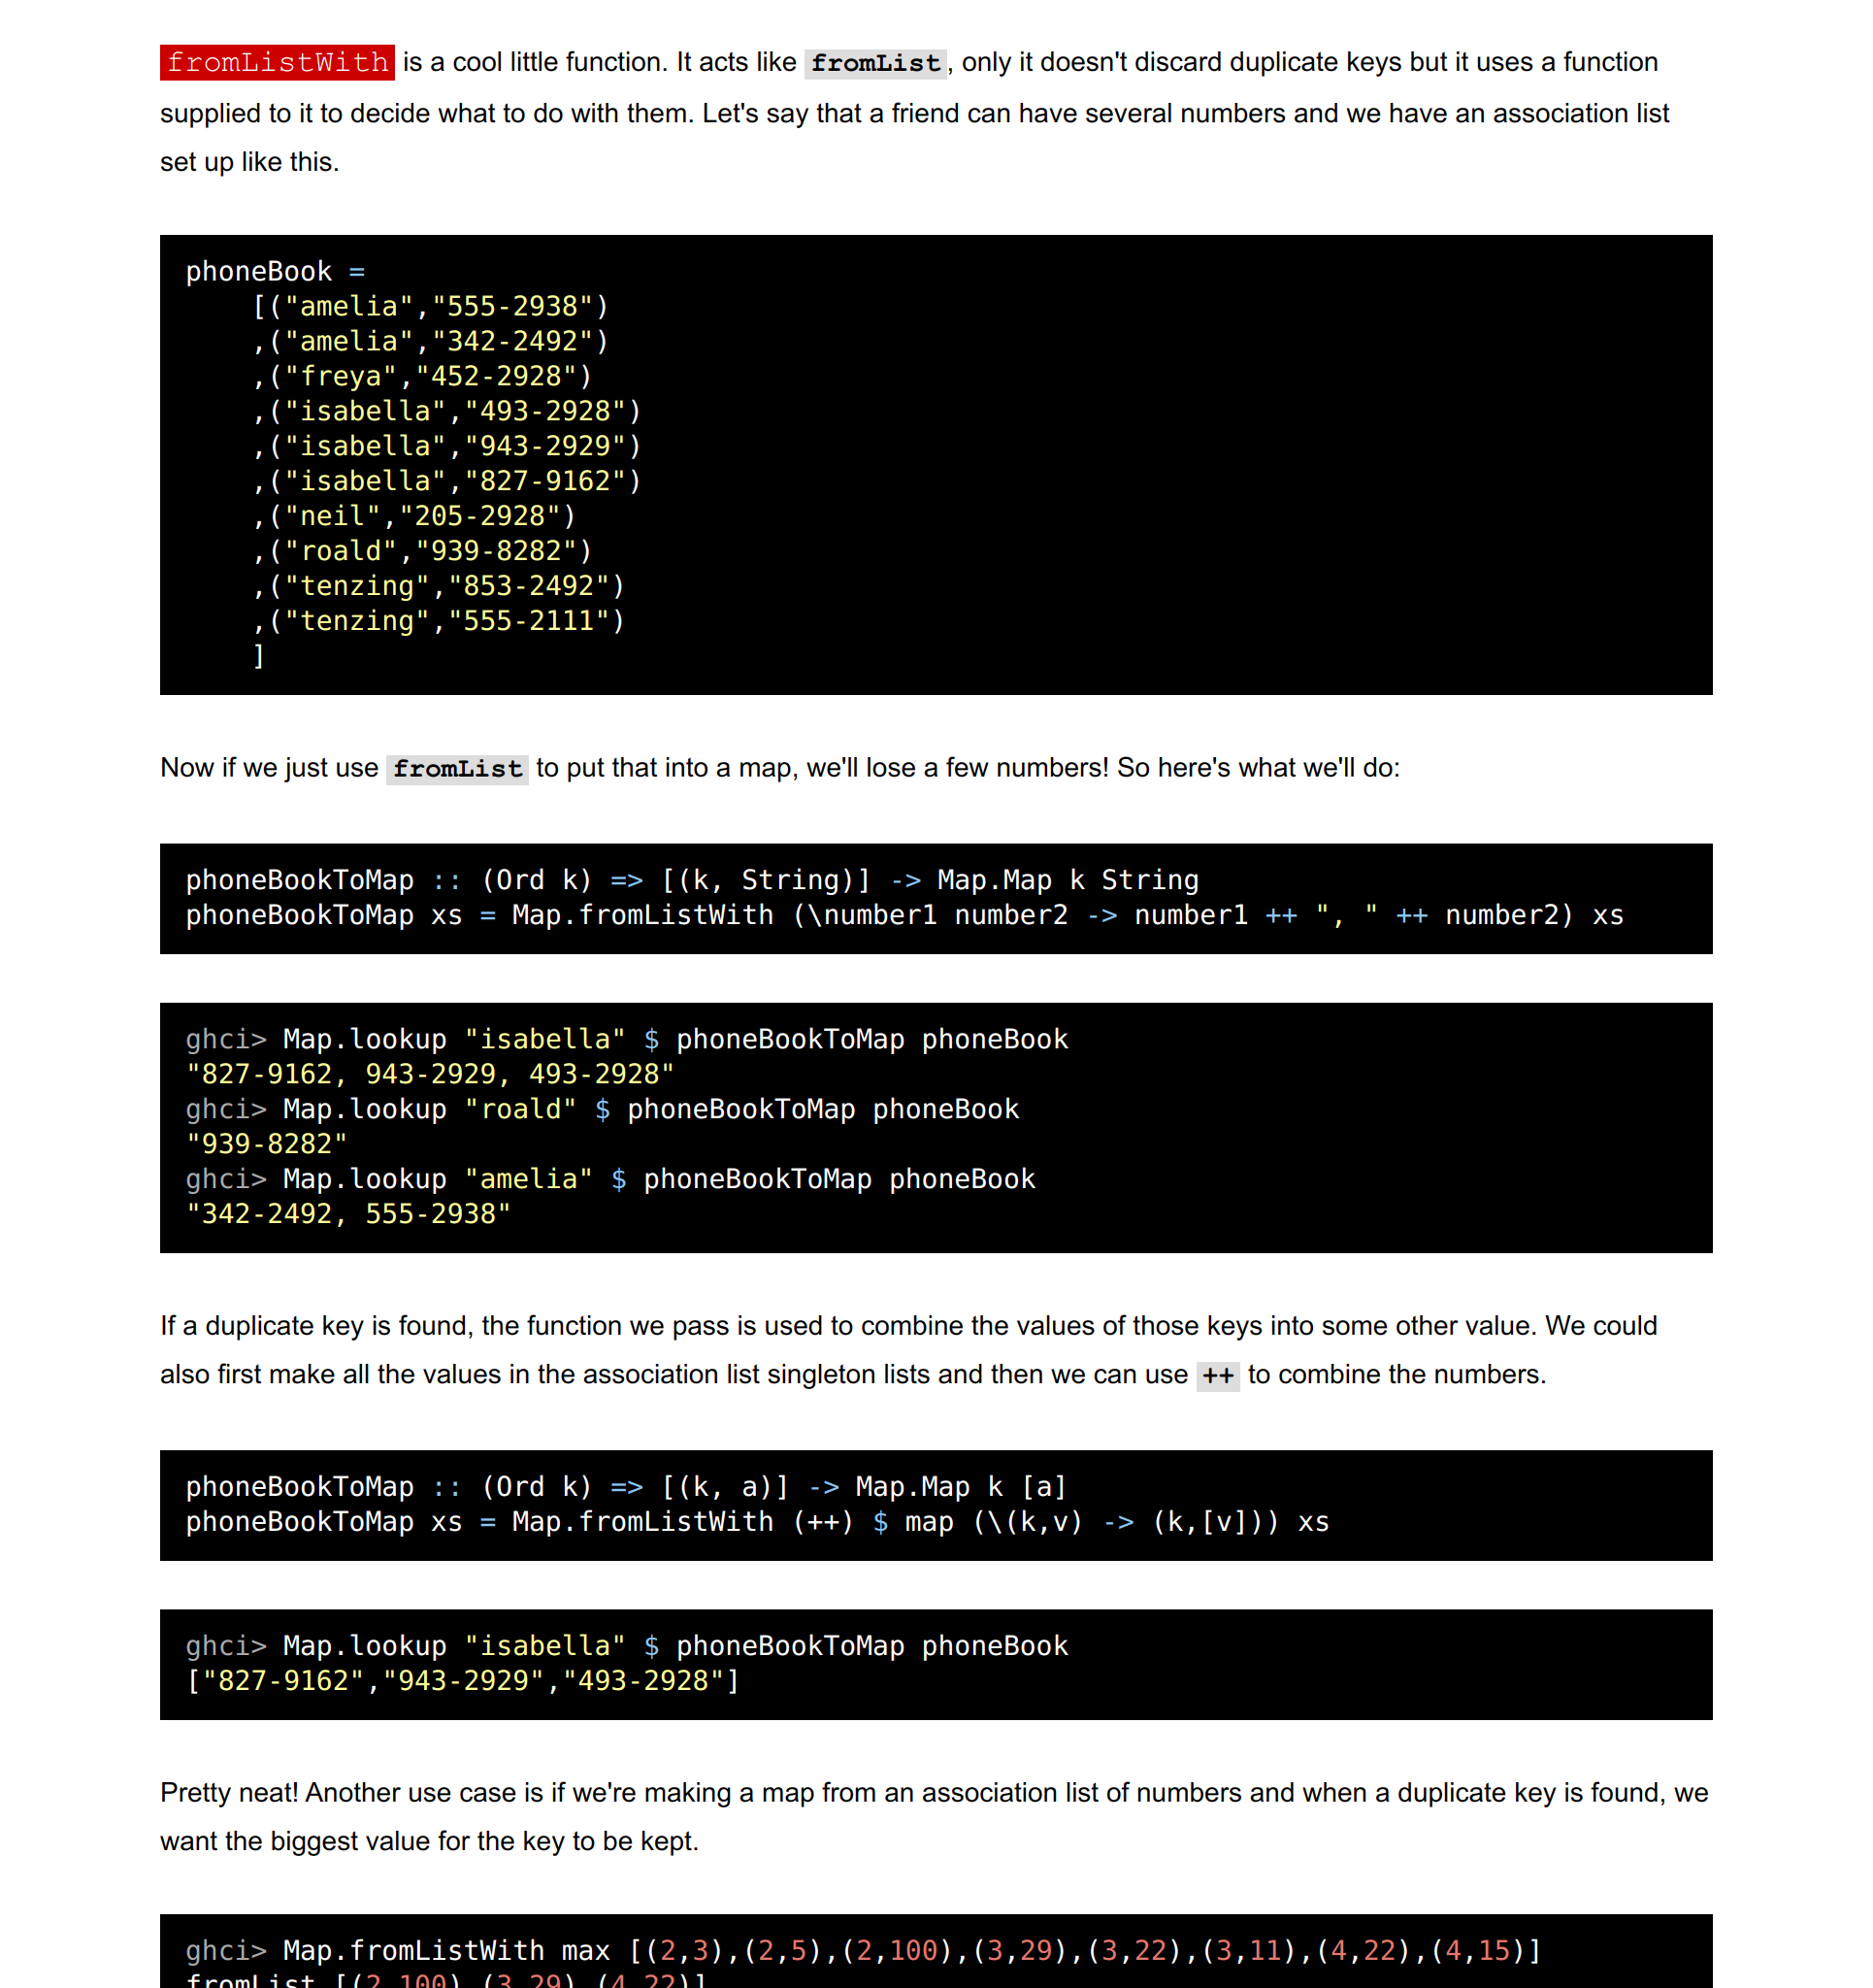 fromListWith is a cool little function. It acts like fromList, only it doesn't discard duplicate keys but it uses a function
supplied to it to decide what to do with them. Let's say that a friend can have several numbers and we have an association list
set up like this.
phoneBook =
    [("amelia","555-2938")
    ,("amelia","342-2492")
    ,("freya","452-2928")
    ,("isabella","493-2928")
    ,("isabella","943-2929")
    ,("isabella","827-9162")
    ,("neil","205-2928")
    ,("roald","939-8282")
    ,("tenzing","853-2492")
    ,("tenzing","555-2111")
    ]
Now if we just use fromList to put that into a map, we'll lose a few numbers! So here's what we'll do:
phoneBookToMap :: (Ord k) => [(k, String)] -> Map.Map k String
phoneBookToMap xs = Map.fromListWith (\number1 number2 -> number1 ++ ", " ++ number2) xs
ghci> Map.lookup "isabella" $ phoneBookToMap phoneBook
"827-9162, 943-2929, 493-2928"
ghci> Map.lookup "roald" $ phoneBookToMap phoneBook
"939-8282"
ghci> Map.lookup "amelia" $ phoneBookToMap phoneBook
"342-2492, 555-2938"
If a duplicate key is found, the function we pass is used to combine the values of those keys into some other value. We could
also first make all the values in the association list singleton lists and then we can use ++ to combine the numbers.
phoneBookToMap :: (Ord k) => [(k, a)] -> Map.Map k [a]
phoneBookToMap xs = Map.fromListWith (++) $ map (\(k,v) -> (k,[v])) xs
ghci> Map.lookup "isabella" $ phoneBookToMap phoneBook
["827-9162","943-2929","493-2928"]
Pretty neat! Another use case is if we're making a map from an association list of numbers and when a duplicate key is found, we
want the biggest value for the key to be kept.
ghci> Map.fromListWith max [(2,3),(2,5),(2,100),(3,29),(3,22),(3,11),(4,22),(4,15)]
fromList [(2,100),(3,29),(4,22)]